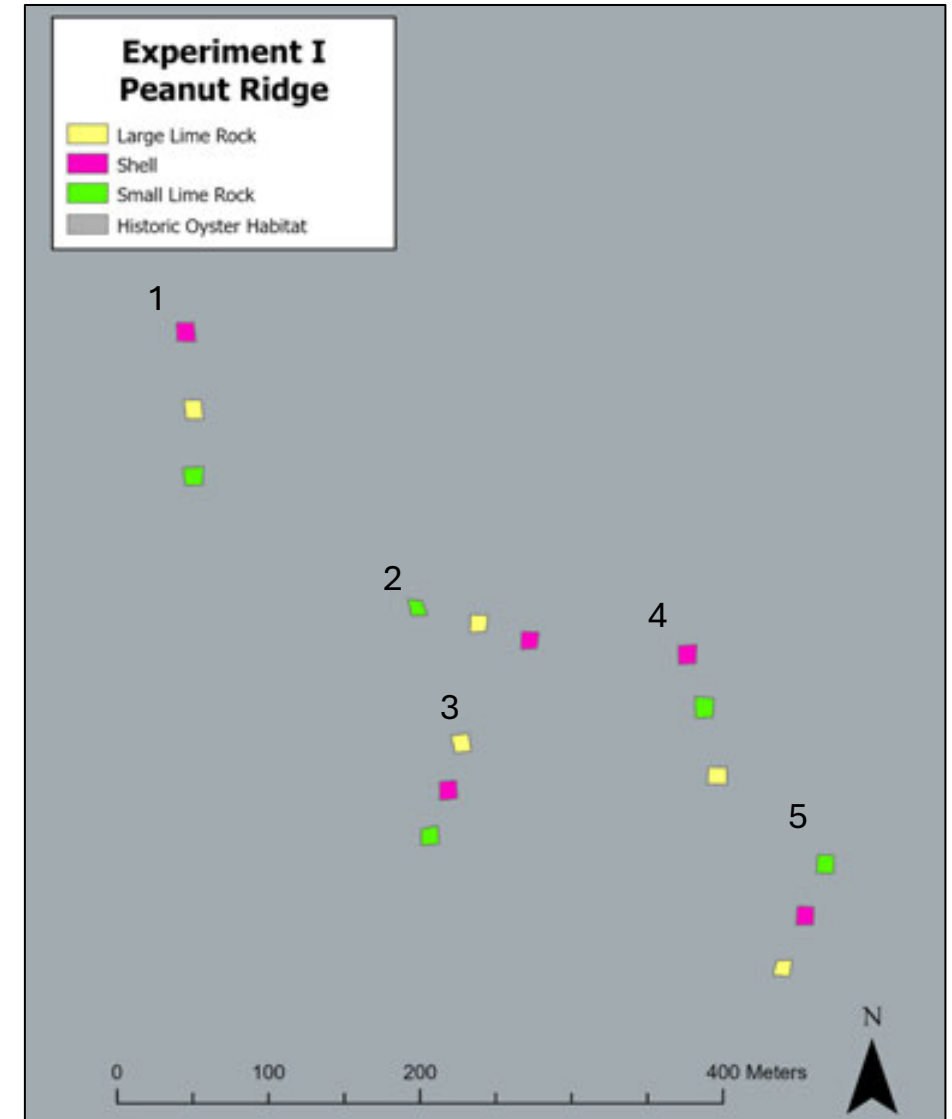 Experiment I
Peanut Ridge
Large Lime Rock
Shell
Small Lime Rock
Historic Oyster Habitat
1
2
4
3
5
N
0 100 200 400 Meters